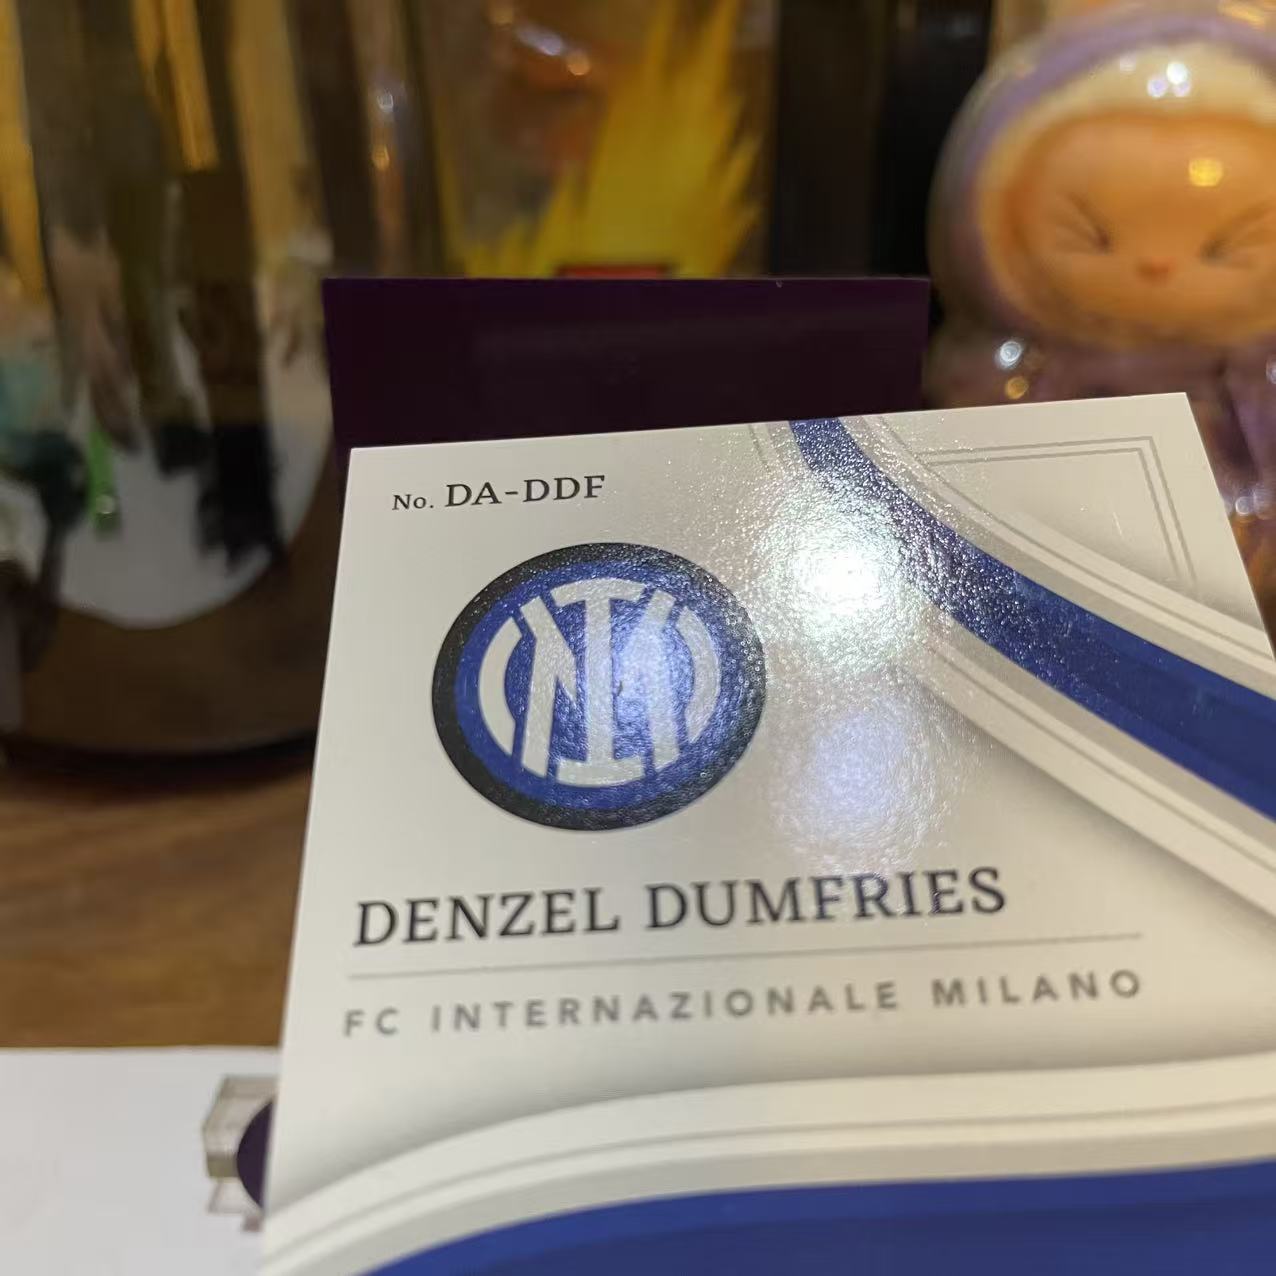 No. DA-DDF
DENZEL DUMFRIES
FC INTERNAZIONALE MILANO